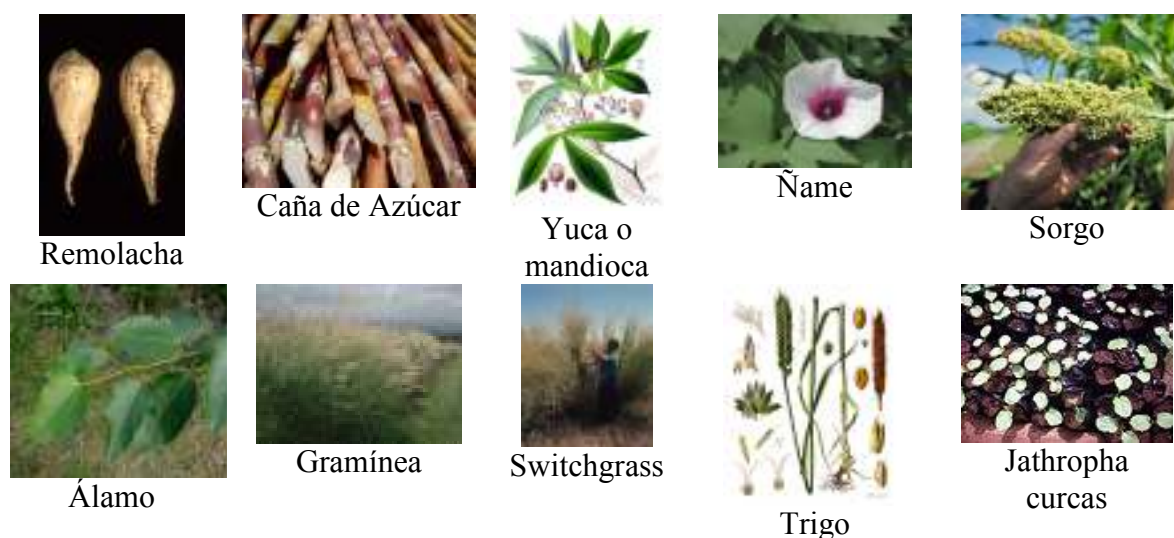 Remolacha
Caña de Azúcar
Yuca o
mandioca
Ñame
Sorgo
Álamo
Gramínea
Switchgrass
Trigo
Jathropha
curcas